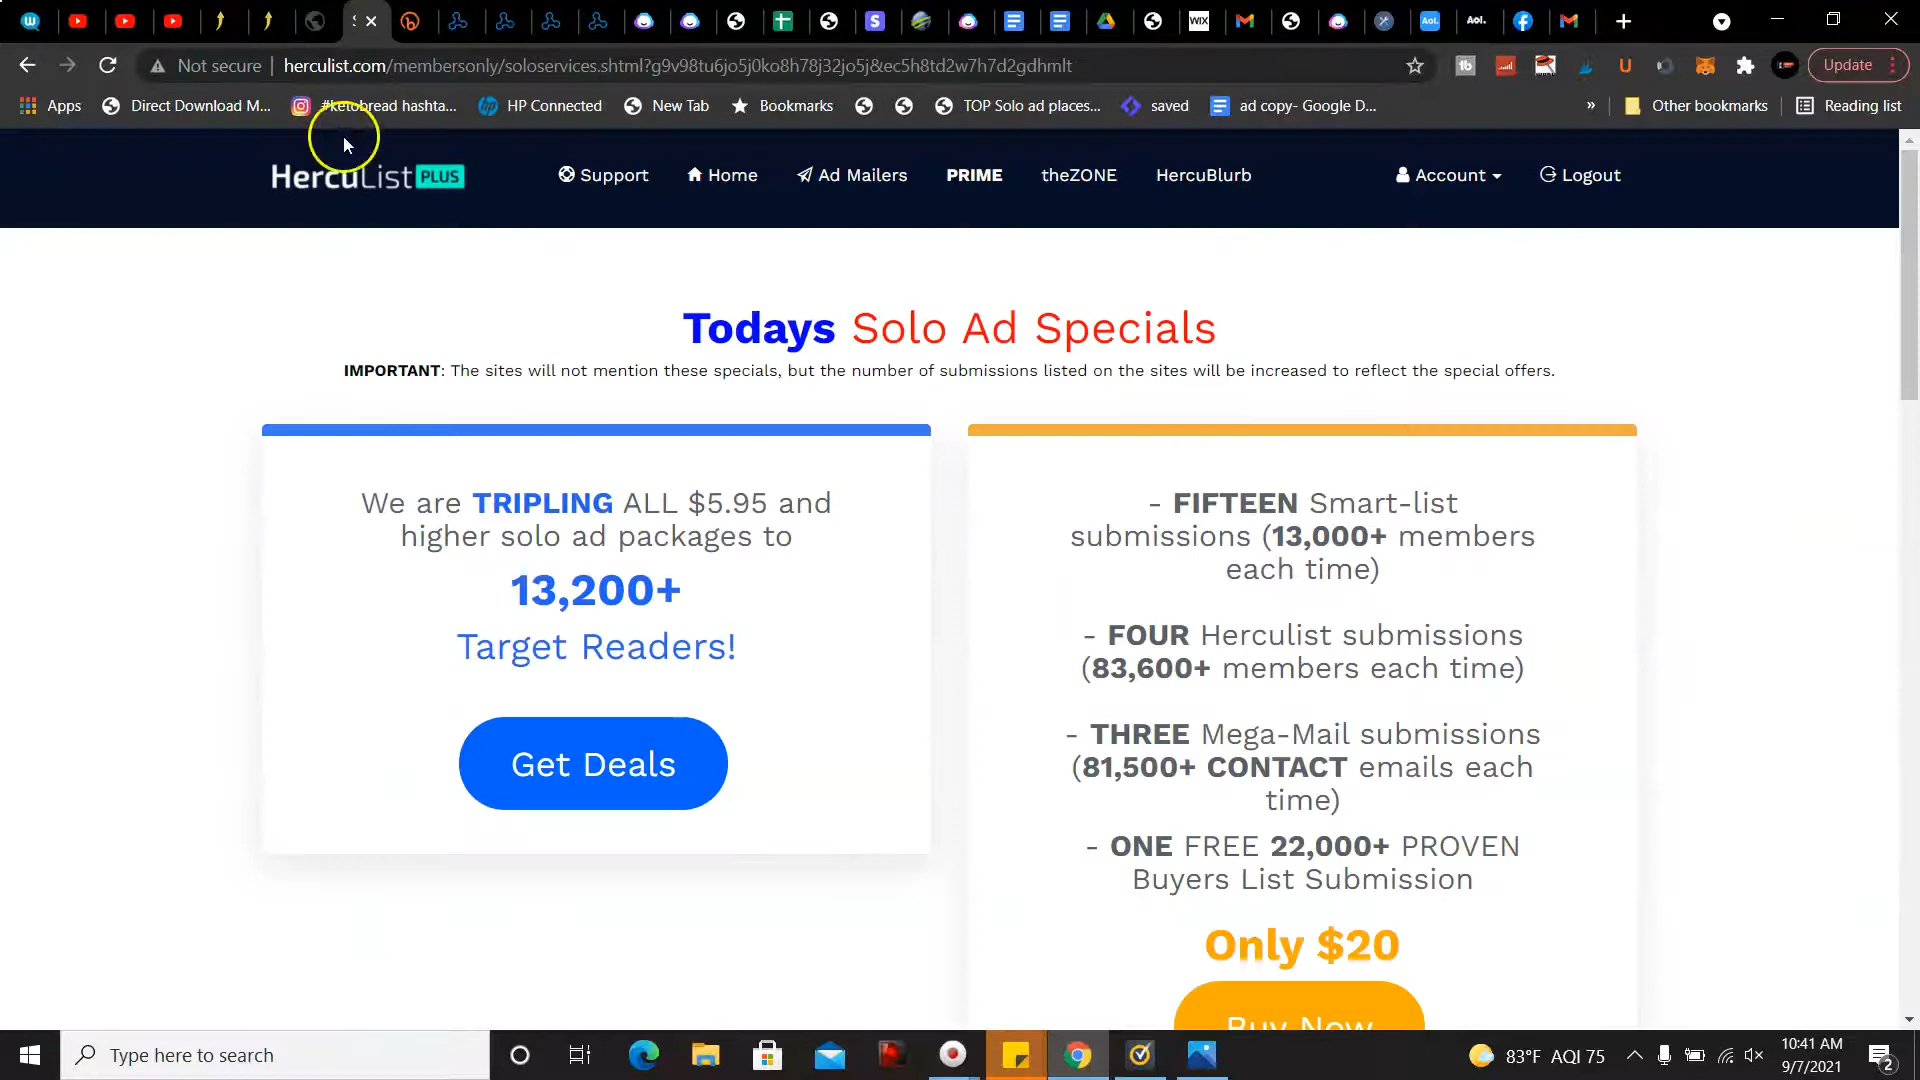 Not secure | herculist.com/membersonly/soloservices.shtml?g9v98tu6jo5j0ko8h78j32jo5j&ec5h8td2w7h7d2gdhmlt
Update
Apps Direct Download M... #ketobread hashta... HP Connected New Tab Bookmarks TOP Solo ad places... saved ad copy- Google D... » Other bookmarks Reading list
HercuList PLUS Support Home Ad Mailers PRIME theZONE HercuBlurb Account Logout
Todays Solo Ad Specials
IMPORTANT: The sites will not mention these specials, but the number of submissions listed on the sites will be increased to reflect the special offers.
We are TRIPLING ALL $5.95 and
higher solo ad packages to
13,200+
Target Readers!
Get Deals
- FIFTEEN Smart-list
submissions (13,000+ members
each time)
- FOUR Herculist submissions
(83,600+ members each time)
- THREE Mega-Mail submissions
(81,500+ CONTACT emails each
time)
- ONE FREE 22,000+ PROVEN
Buyers List Submission
Only $20
Buy Now
Type here to search
83°F AQI 75
10:41 AM
9/7/2021
2